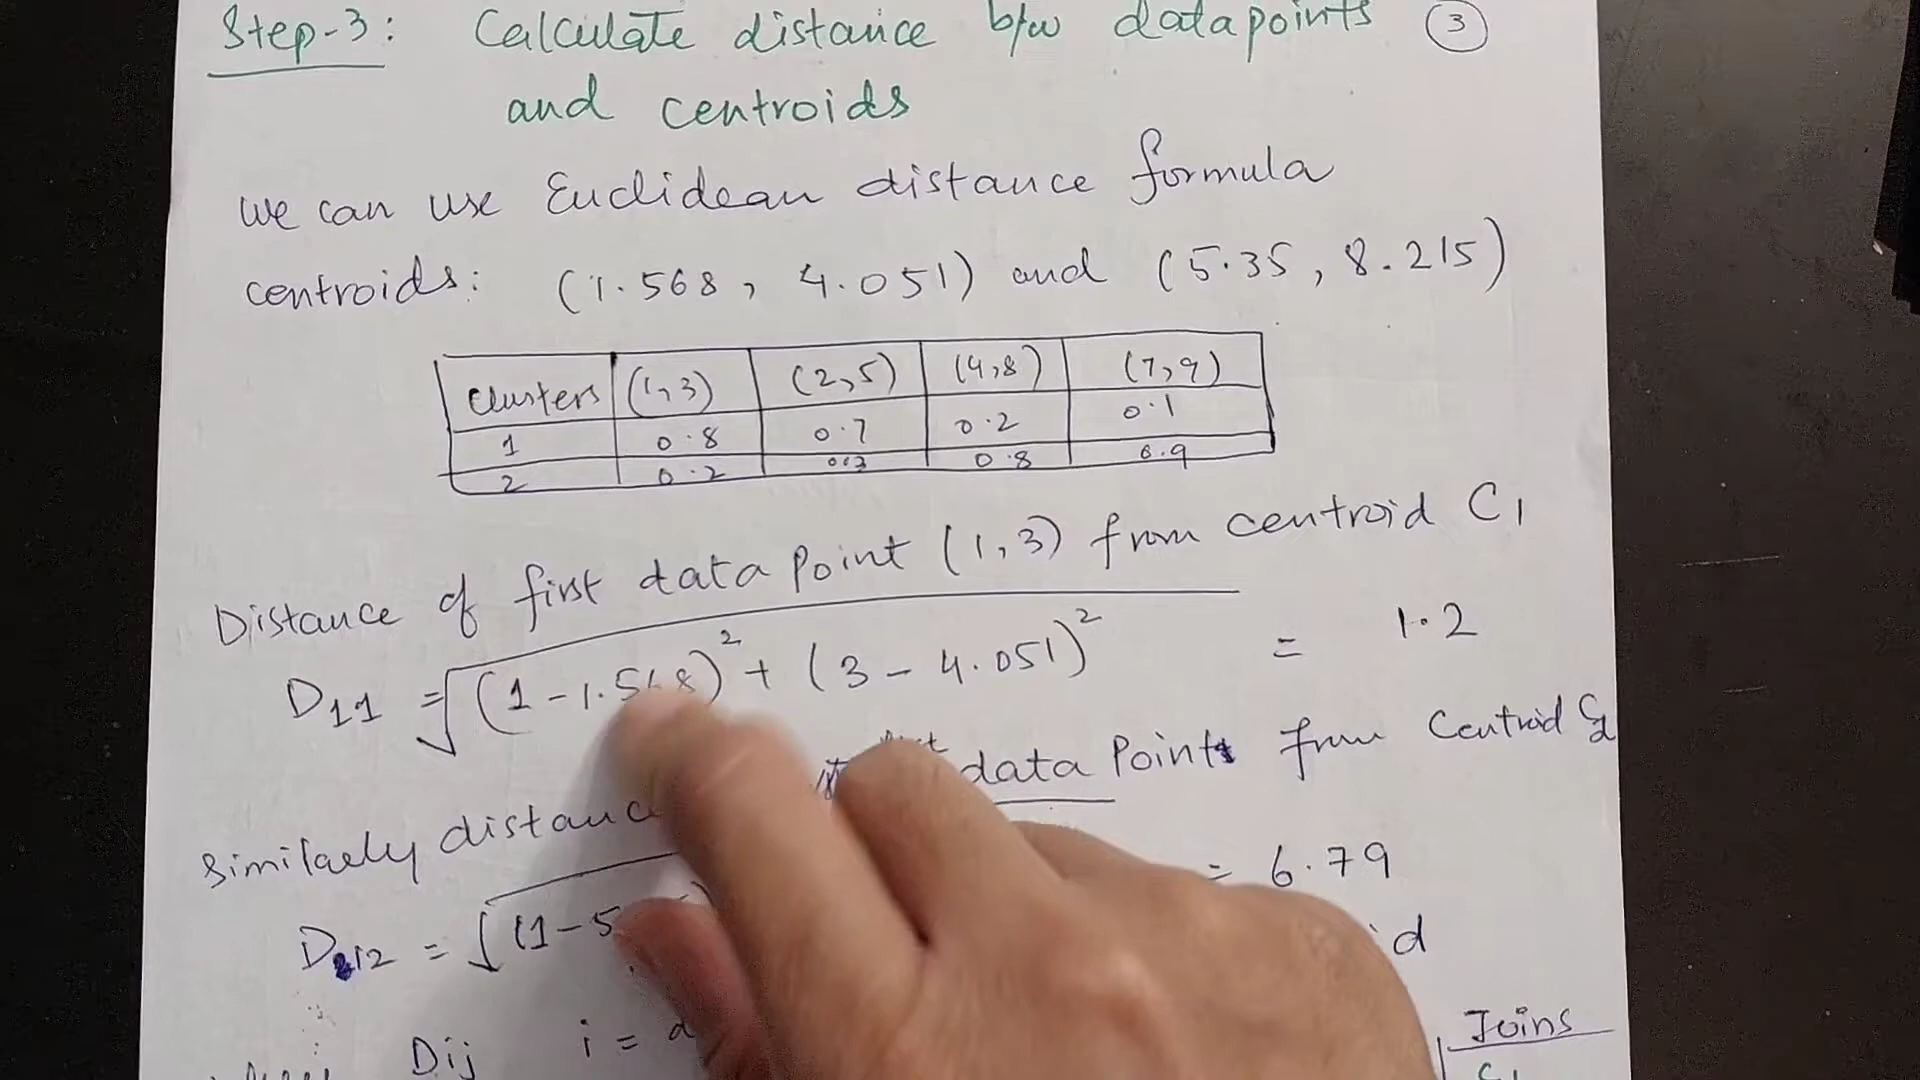 Step-3: Calculate distance b/w datapoints ③
and centroids
we can use Euclidean distance formula
centroids: (1.568, 4.051) and (5.35, 8.215)
clusters (1,3) (2,5) (4,8) (7,9)
1 0.8 0.7 0.2 0.1
2 0.2 0.3 0.8 0.9
Distance of first data point (1,3) from centroid C1
D11 = √(1-1.568)² + (3-4.051)² = 1.2
Similarly distance data Points from Centroid C2
D12 = √(1-5 = 6.79
Dij i =
Joins
C1